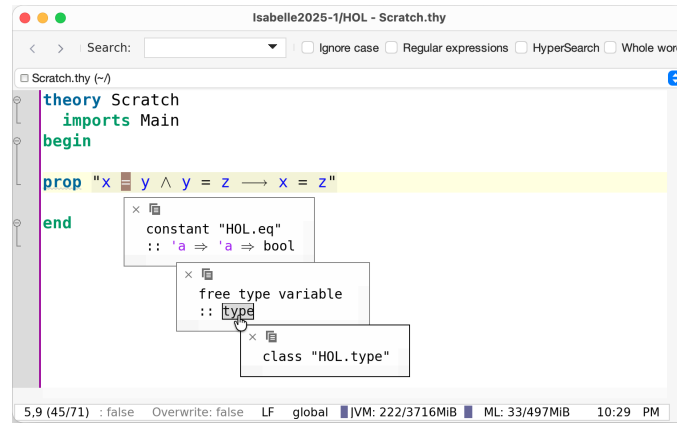 Isabelle2025-1/HOL - Scratch.thy
Search: Ignore case Regular expressions HyperSearch Whole wor
Scratch.thy (~/)
theory Scratch
imports Main
begin
prop "x = y ∧ y = z ⟶ x = z"
end
constant "HOL.eq"
:: 'a ⇒ 'a ⇒ bool
free type variable
:: type
class "HOL.type"
5,9 (45/71) : false Overwrite: false LF global JVM: 222/3716MiB ML: 33/497MiB 10:29 PM